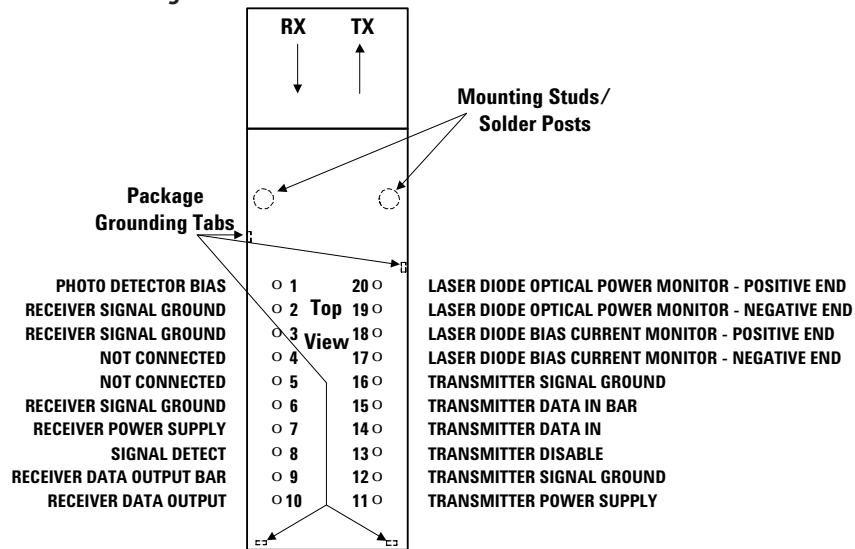 RX TX
Mounting Studs/
Solder Posts
Package
Grounding Tabs
Top
View
PHOTO DETECTOR BIAS O 1 20 O LASER DIODE OPTICAL POWER MONITOR - POSITIVE END
RECEIVER SIGNAL GROUND O 2 19 O LASER DIODE OPTICAL POWER MONITOR - NEGATIVE END
RECEIVER SIGNAL GROUND O 3 18 O LASER DIODE BIAS CURRENT MONITOR - POSITIVE END
NOT CONNECTED O 4 17 O LASER DIODE BIAS CURRENT MONITOR - NEGATIVE END
NOT CONNECTED O 5 16 O TRANSMITTER SIGNAL GROUND
RECEIVER SIGNAL GROUND O 6 15 O TRANSMITTER DATA IN BAR
RECEIVER POWER SUPPLY O 7 14 O TRANSMITTER DATA IN
SIGNAL DETECT O 8 13 O TRANSMITTER DISABLE
RECEIVER DATA OUTPUT BAR O 9 12 O TRANSMITTER SIGNAL GROUND
RECEIVER DATA OUTPUT O 10 11 O TRANSMITTER POWER SUPPLY